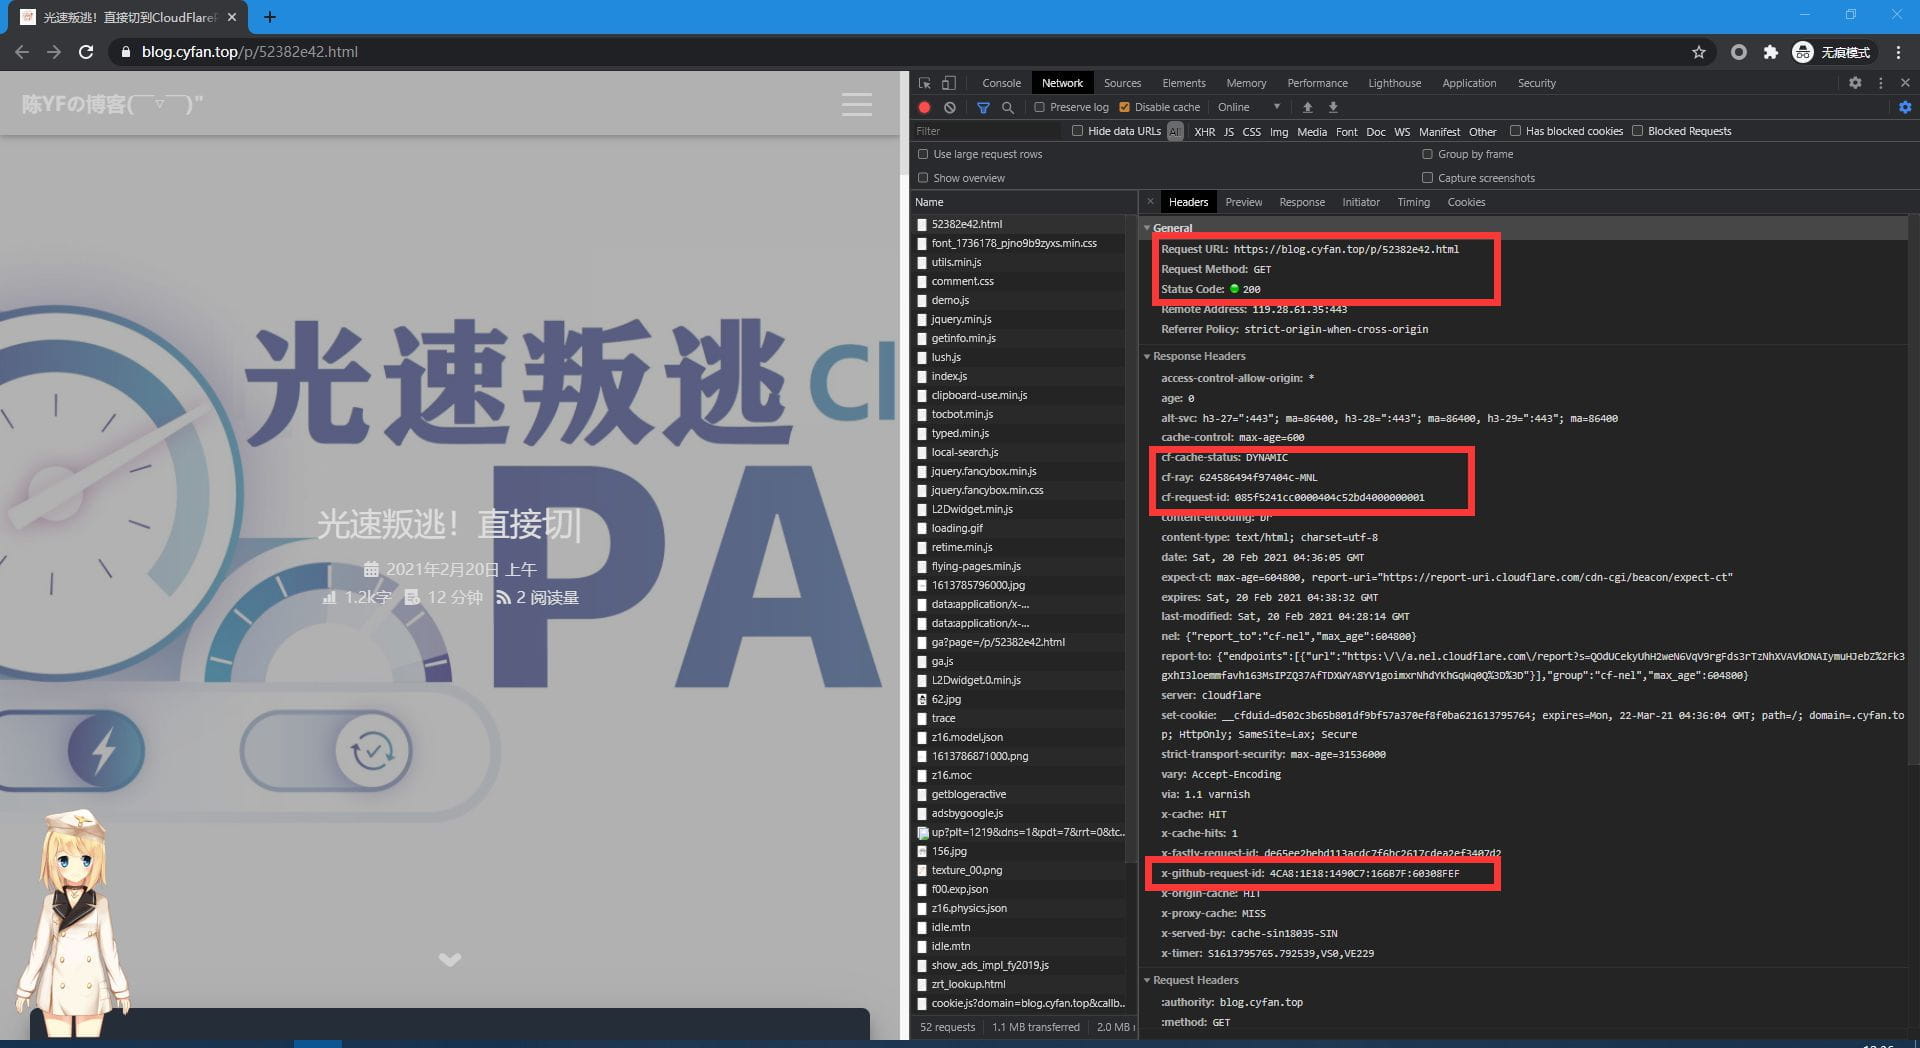 光速叛逃！直接切到CloudFlareP
blog.cyfan.top/p/52382e42.html
无痕模式
陈YFの博客(￣▽￣)"
光速叛逃Cl
PA
光速叛逃！直接切|
2021年2月20日 上午
1.2k字 12 分钟 2 阅读量
Console Network Sources Elements Memory Performance Lighthouse Application Security
Preserve log Disable cache Online
Filter Hide data URLs All XHR JS CSS Img Media Font Doc WS Manifest Other Has blocked cookies Blocked Requests
Use large request rows Group by frame
Show overview Capture screenshots
Name
52382e42.html
font_1736178_pjno9b9zyxs.min.css
utils.min.js
comment.css
demo.js
jquery.min.js
getinfo.min.js
lush.js
index.js
clipboard-use.min.js
tocbot.min.js
typed.min.js
local-search.js
jquery.fancybox.min.js
jquery.fancybox.min.css
L2Dwidget.min.js
loading.gif
retime.min.js
flying-pages.min.js
1613785796000.jpg
data:application/x-...
data:application/x-...
ga?page=/p/52382e42.html
ga.js
L2Dwidget.0.min.js
62.jpg
trace
z16.model.json
1613786871000.png
z16.moc
getblogeractive
adsbygoogle.js
up?plt=1219&dns=1&pdt=7&rrt=0&tc..
156.jpg
texture_00.png
f00.exp.json
z16.physics.json
idle.mtn
idle.mtn
show_ads_impl_fy2019.js
zrt_lookup.html
cookie.js?domain=blog.cyfan.top&callb..
52 requests 1.1 MB transferred 2.0 MB
Headers Preview Response Initiator Timing Cookies
General
Request URL: https://blog.cyfan.top/p/52382e42.html
Request Method: GET
Status Code: 200
Remote Address: 119.28.61.35:443
Referrer Policy: strict-origin-when-cross-origin
Response Headers
access-control-allow-origin: *
age: 0
alt-svc: h3-27=":443"; ma=86400, h3-28=":443"; ma=86400, h3-29=":443"; ma=86400
cache-control: max-age=600
cf-cache-status: DYNAMIC
cf-ray: 624586494f97404c-MNL
cf-request-id: 085f5241cc0000404c52bd4000000001
content-encoding: br
content-type: text/html; charset=utf-8
date: Sat, 20 Feb 2021 04:36:05 GMT
expect-ct: max-age=604800, report-uri="https://report-uri.cloudflare.com/cdn-cgi/beacon/expect-ct"
expires: Sat, 20 Feb 2021 04:38:32 GMT
last-modified: Sat, 20 Feb 2021 04:28:14 GMT
nel: {"report_to":"cf-nel","max_age":604800}
report-to: {"endpoints":[{"url":"https:\/\/a.nel.cloudflare.com\/report?s=QOdUCekyUhH2weN6VqV9rgFds3rTzNhXVAVkDNAIymuHJebZ%2Fk3
gxhI3loemmfavh163MsIPZQ37AfTDXWYA8YV1goimxrNhdYKhGqWq0Q%3D%3D"}],"group":"cf-nel","max_age":604800}
server: cloudflare
set-cookie: __cfduid=d502c3b65b801df9bf57a370ef8f0ba621613795764; expires=Mon, 22-Mar-21 04:36:04 GMT; path=/; domain=.cyfan.to
p; HttpOnly; SameSite=Lax; Secure
strict-transport-security: max-age=31536000
vary: Accept-Encoding
via: 1.1 varnish
x-cache: HIT
x-cache-hits: 1
x-fastly-request-id: de65ee2bebd113acdc7f6bc2617cdea2ef3407d2
x-github-request-id: 4CA8:1E18:1490C7:166B7F:60308FEF
x-origin-cache: HIT
x-proxy-cache: MISS
x-served-by: cache-sin18035-SIN
x-timer: S1613795765.792539,VS0,VE229
Request Headers
:authority: blog.cyfan.top
:method: GET